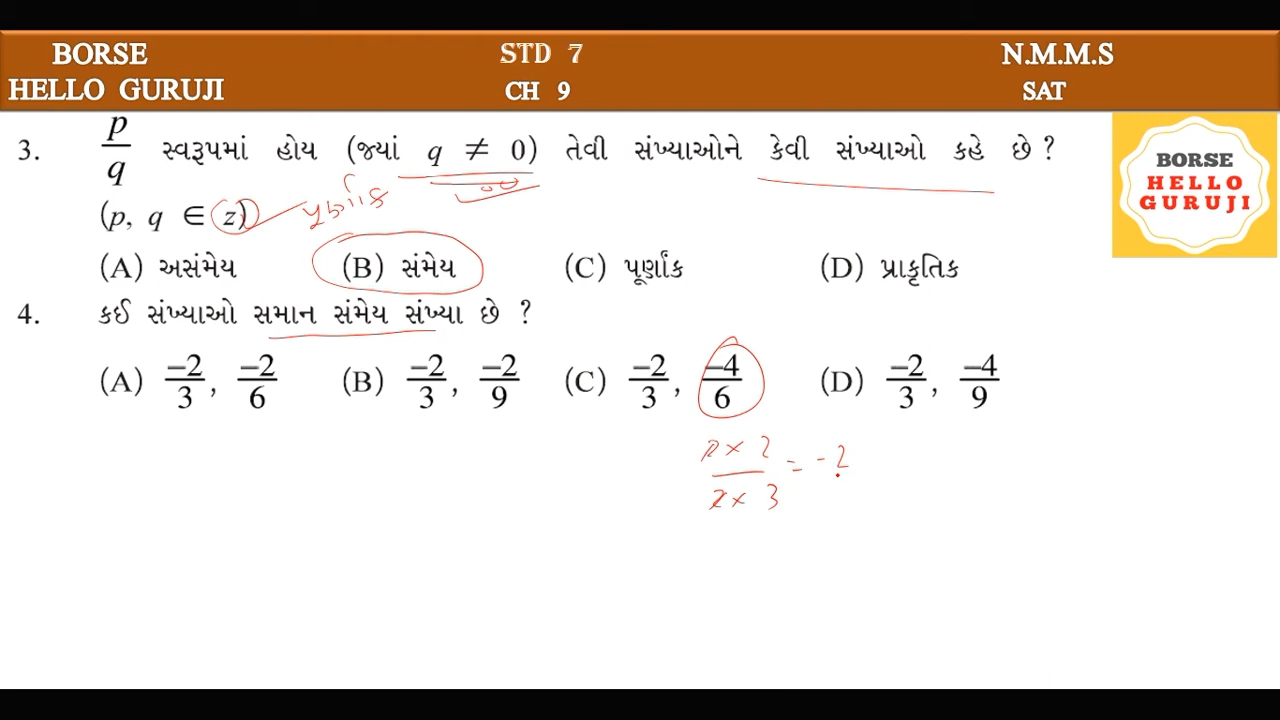 BORSE STD 7 N.M.M.S
HELLO GURUJI CH 9 SAT
BORSE
HELLO
GURUJI
3. p/q સ્વરૂપમાં હોય (જ્યાં q ≠ 0) તેવી સંખ્યાઓને કેવી સંખ્યાઓ કહે છે ?
(p, q ∈ z) પૂર્ણાંક
(A) અસંમેય (B) સંમેય (C) પૂર્ણાંક (D) પ્રાકૃતિક
4. કઈ સંખ્યાઓ સમાન સંમેય સંખ્યા છે ?
(A) –2/3, –2/6 (B) –2/3, –2/9 (C) –2/3, –4/6 (D) –2/3, –4/9
× 2 = -2
2 × 3